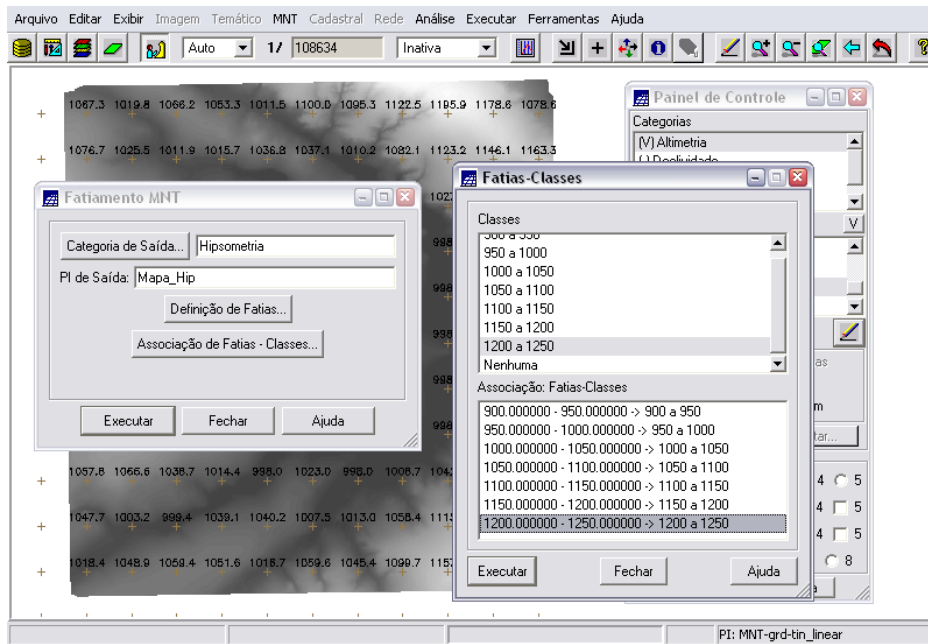 Arquivo Editar Exibir Imagem Temático MNT Cadastral Rede Análise Executar Ferramentas Ajuda
Auto 1/ 108634 Inativa
1067.3 1019.8 1066.2 1053.3 1011.5 1100.0 1095.3 1122.5 1195.9 1178.6 1078.6
1076.7 1025.5 1011.9 1015.7 1036.8 1037.1 1010.2 1082.1 1123.2 1146.1 1163.3
Painel de Controle
Categorias
(V) Altimetria
V
Fatiamento MNT
Categoria de Saída... Hipsometria
PI de Saída: Mapa_Hip
Definição de Fatias...
Associação de Fatias - Classes...
Executar Fechar Ajuda
Fatias-Classes
Classes
950 a 1000
1000 a 1050
1050 a 1100
1100 a 1150
1150 a 1200
1200 a 1250
Nenhuma
Associação: Fatias-Classes
900.000000 - 950.000000 -> 900 a 950
950.000000 - 1000.000000 -> 950 a 1000
1000.000000 - 1050.000000 -> 1000 a 1050
1050.000000 - 1100.000000 -> 1050 a 1100
1100.000000 - 1150.000000 -> 1100 a 1150
1150.000000 - 1200.000000 -> 1150 a 1200
1200.000000 - 1250.000000 -> 1200 a 1250
Executar Fechar Ajuda
4 5
4 5
4 5
8
1057.8 1066.6 1038.7 1014.4 998.0 1023.0 998.0 1008.7
1047.7 1003.2 999.4 1039.1 1040.2 1007.5 1013.0 1058.4
1018.4 1048.9 1059.4 1051.6 1018.7 1059.6 1045.4 1099.7
PI: MNT-grd-tin_linear